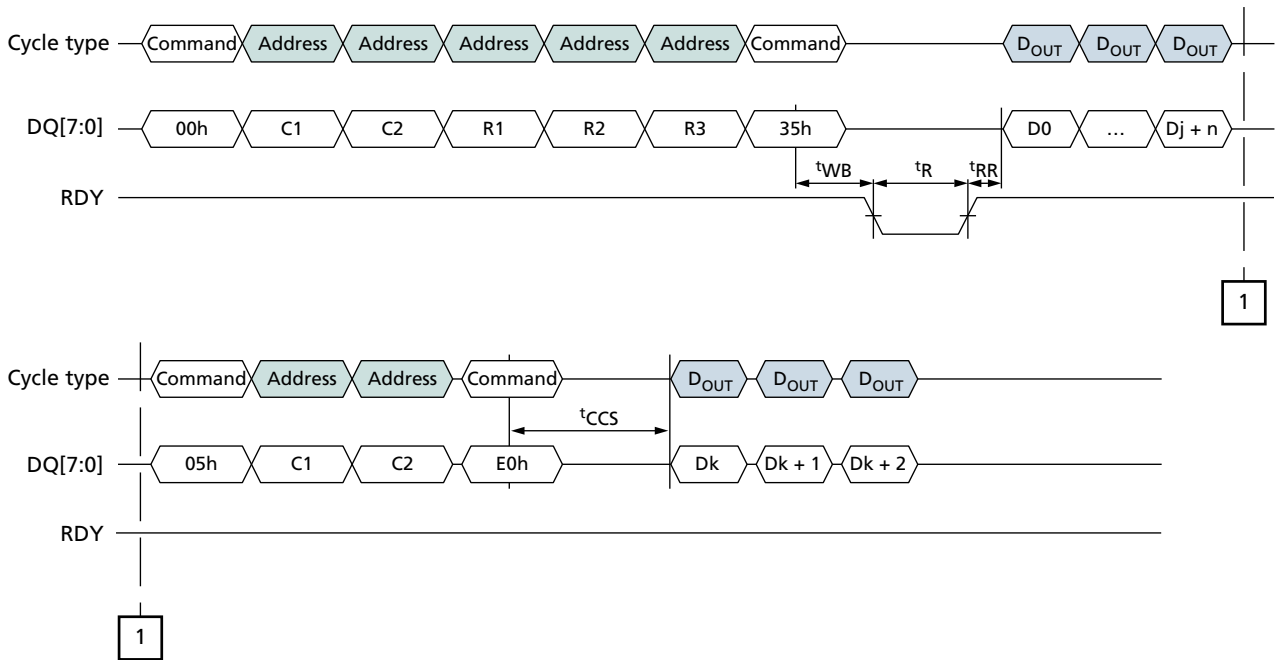 Cycle type Command Address Address Address Address Address Command DOUT DOUT DOUT
DQ[7:0] 00h C1 C2 R1 R2 R3 35h D0 … Dj + n
tWB tR tRR
RDY
1
Cycle type Command Address Address Command DOUT DOUT DOUT
tCCS
DQ[7:0] 05h C1 C2 E0h Dk Dk + 1 Dk + 2
RDY
1